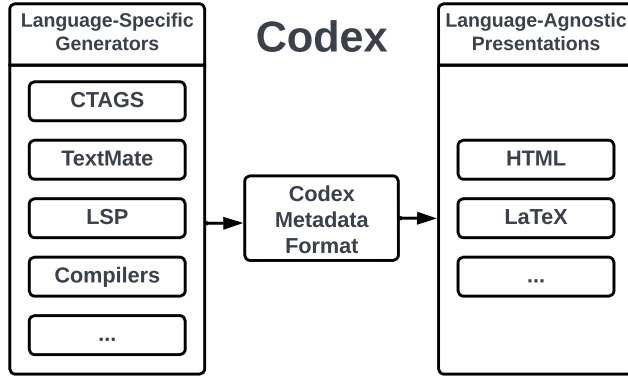 Language-Specific
Generators
CTAGS
TextMate
LSP
Compilers
...
Codex
Codex
Metadata
Format
Language-Agnostic
Presentations
HTML
LaTeX
...